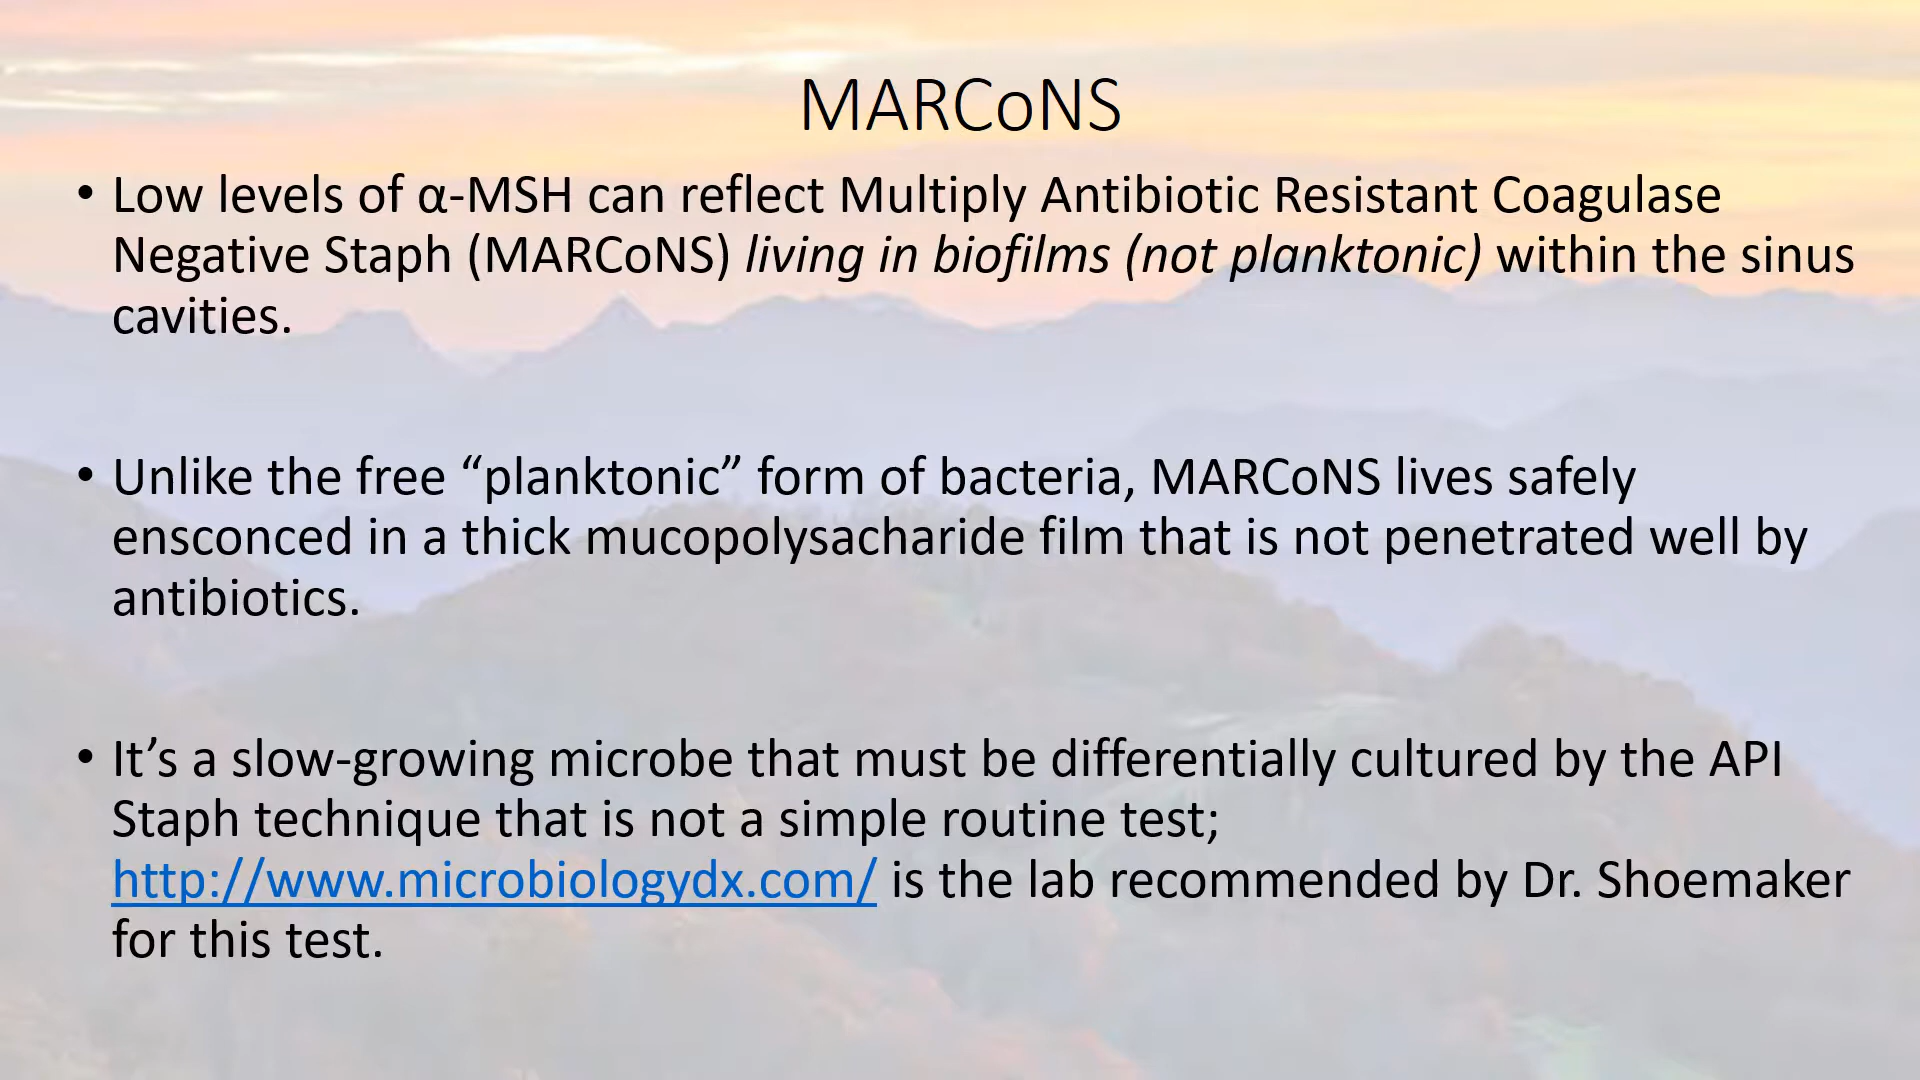 MARCoNS
• Low levels of α-MSH can reflect Multiply Antibiotic Resistant Coagulase
Negative Staph (MARCoNS) living in biofilms (not planktonic) within the sinus
cavities.
• Unlike the free “planktonic” form of bacteria, MARCoNS lives safely
ensconced in a thick mucopolysacharide film that is not penetrated well by
antibiotics.
• It’s a slow-growing microbe that must be differentially cultured by the API
Staph technique that is not a simple routine test;
http://www.microbiologydx.com/ is the lab recommended by Dr. Shoemaker
for this test.